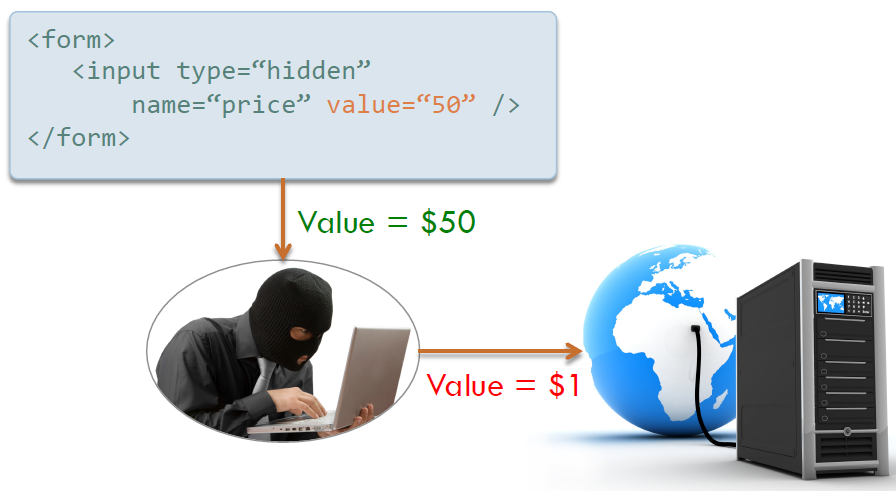 <form>
<input type=“hidden”
name=“price” value=“50” />
</form>
Value = $50
Value = $1